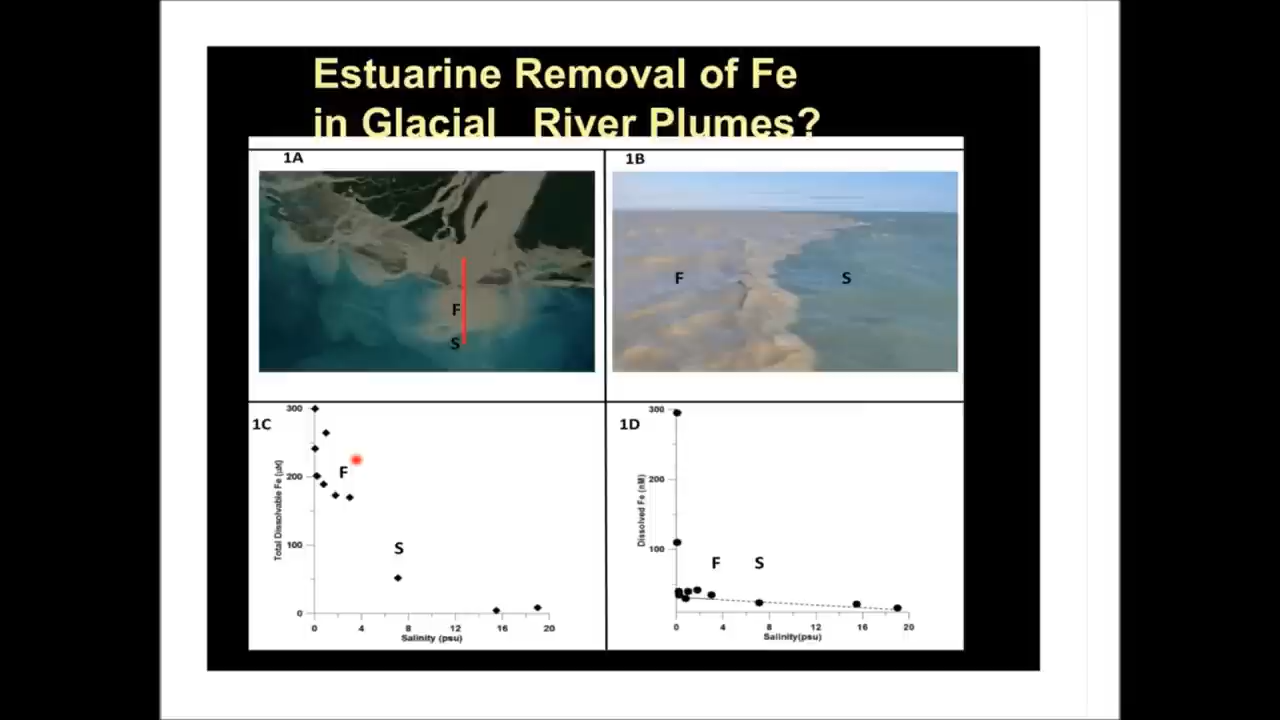 Estuarine Removal of Fe
in Glacial River Plumes?
1A
1B
F
S
F
S
1C
300
200
100
0
Total Dissolvable Fe (µM)
F
S
0 4 8 12 16 20
Salinity (psu)
1D
300
200
100
Dissolved Fe (nM)
F S
0 4 8 12 16 20
Salinity(psu)